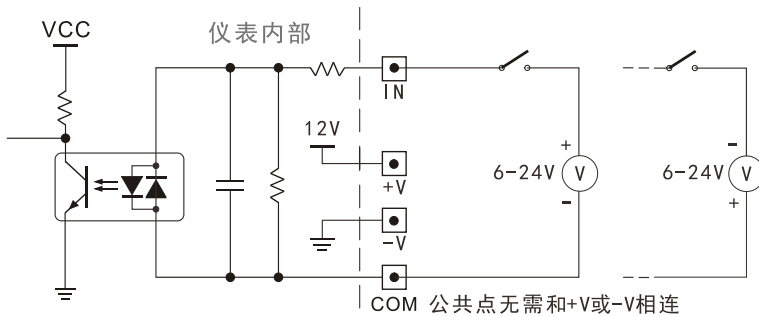 VCC
仪表内部
IN
12V
+V
-V
COM 公共点无需和+V或-V相连
+
6-24V V
-
-
6-24V V
+